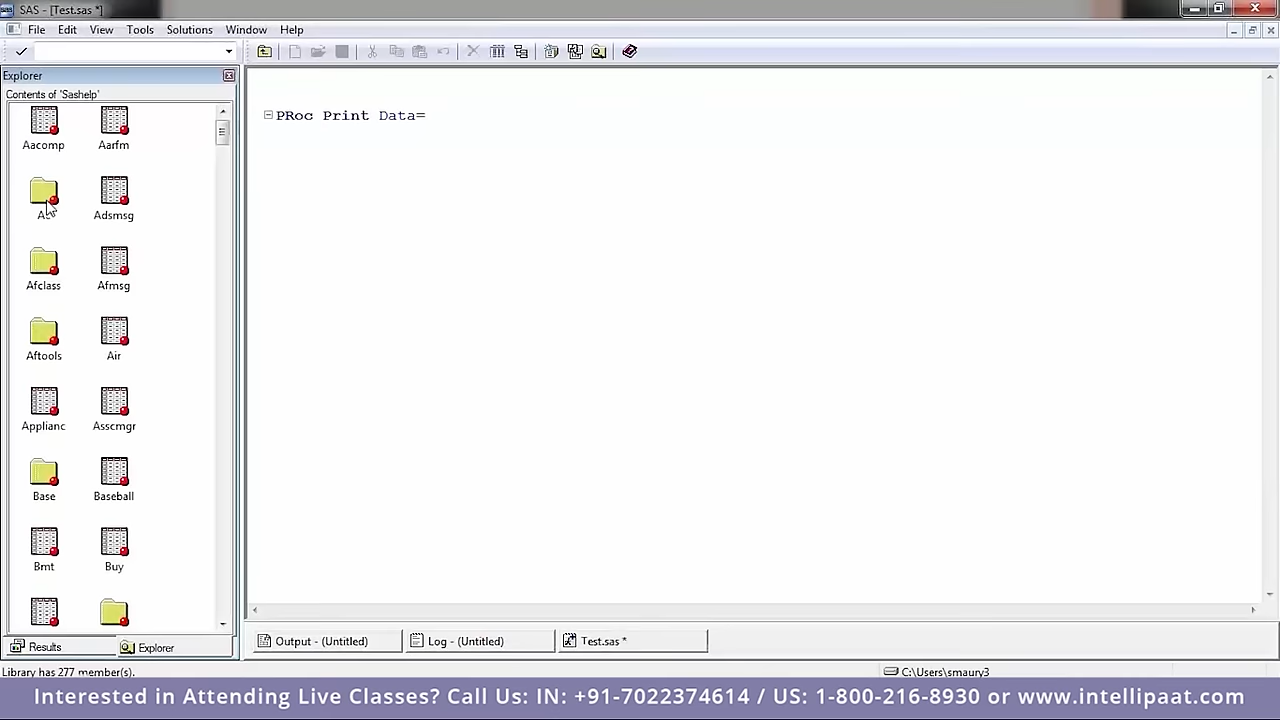 SAS - [Test.sas *]
File Edit View Tools Solutions Window Help
Explorer
Contents of 'Sashelp'
PRoc Print Data=
Aacomp Aarfm
Adsmsg
Afclass Afmsg
Aftools Air
Applianc Asscmgr
Base Baseball
Bmt Buy
Results Explorer
Output - (Untitled) Log - (Untitled) Test.sas *
Library has 277 member(s). C:\Users\smaury3
Interested in Attending Live Classes? Call Us: IN: +91-7022374614 / US: 1-800-216-8930 or www.intellipaat.com